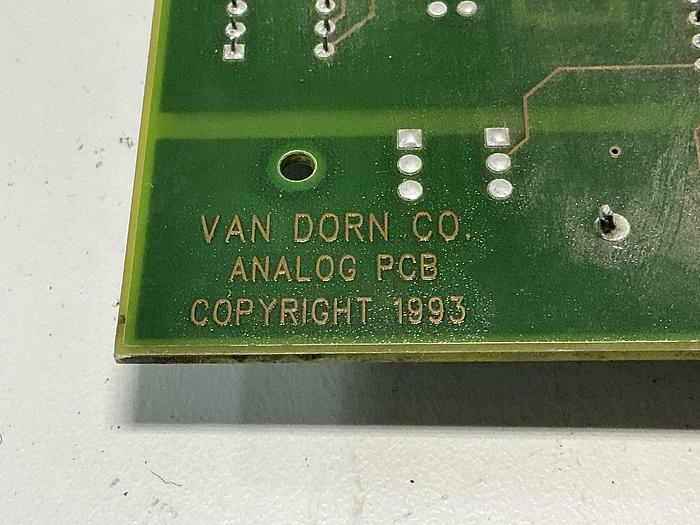 VAN DORN CO.
ANALOG PCB
COPYRIGHT 1993